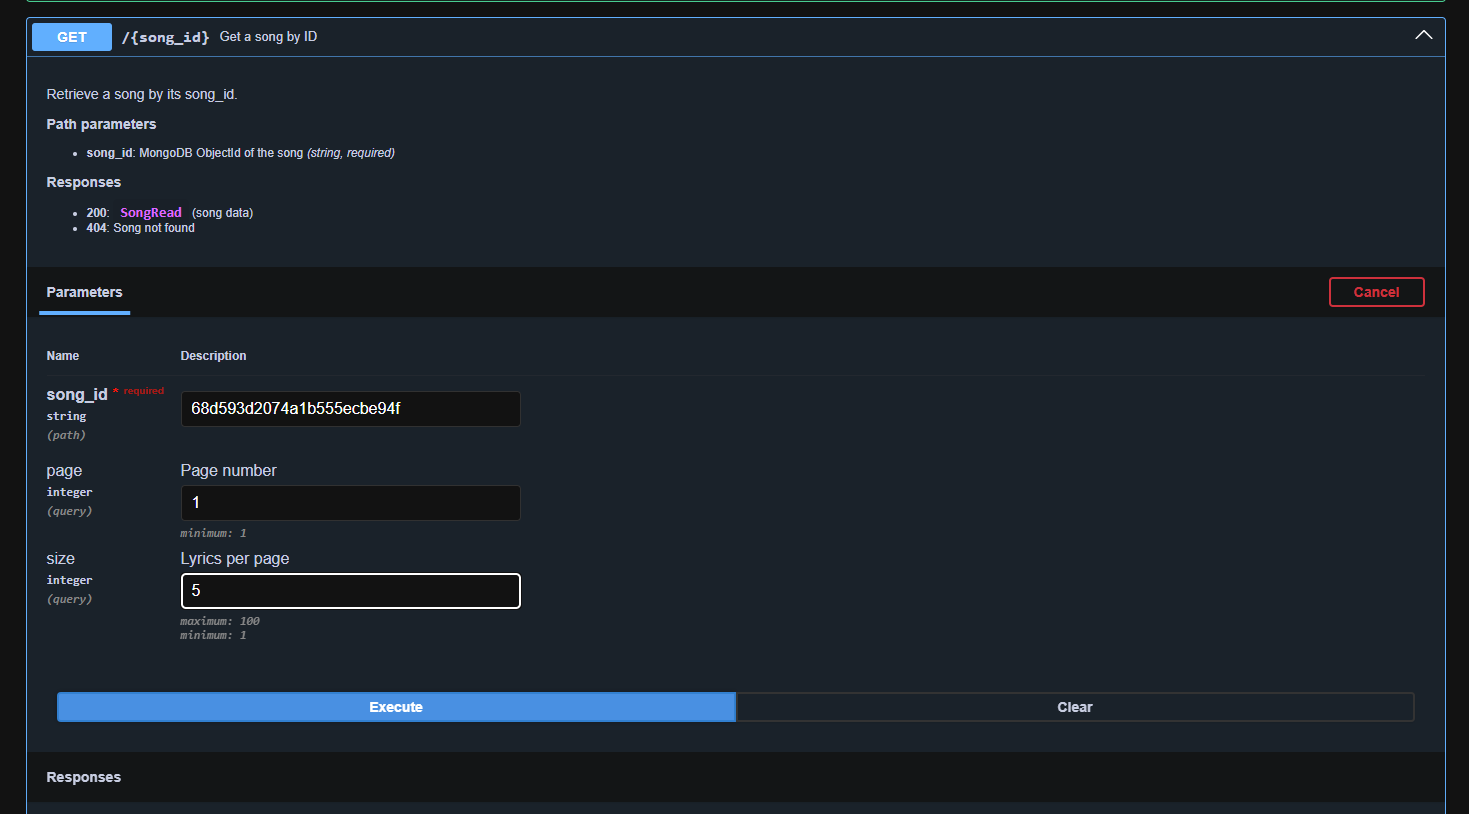 GET /{song_id} Get a song by ID
Retrieve a song by its song_id.
Path parameters
• song_id: MongoDB ObjectId of the song (string, required)
Responses
• 200: SongRead (song data)
• 404: Song not found
Parameters Cancel
Name Description
song_id * required
string
(path)
68d593d2074a1b555ecbe94f
page
integer
(query)
Page number
1
minimum: 1
size
integer
(query)
Lyrics per page
5
maximum: 100
minimum: 1
Execute Clear
Responses